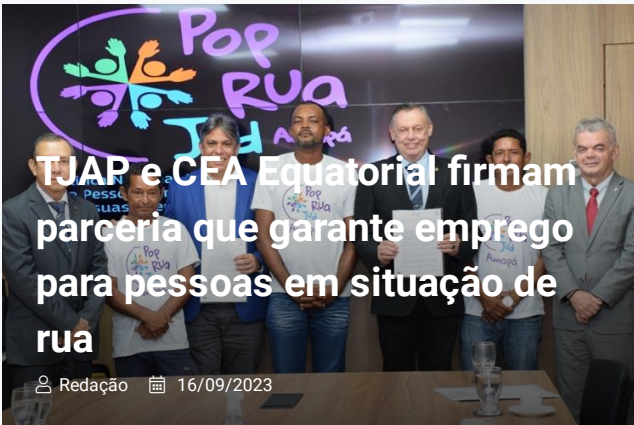 Pop
Rua
Jud Amapá
TJAP e CEA Equatorial firmam
parceria que garante emprego
para pessoas em situação de
rua
Redação 16/09/2023
Pop
Rua
Jud
Amapá